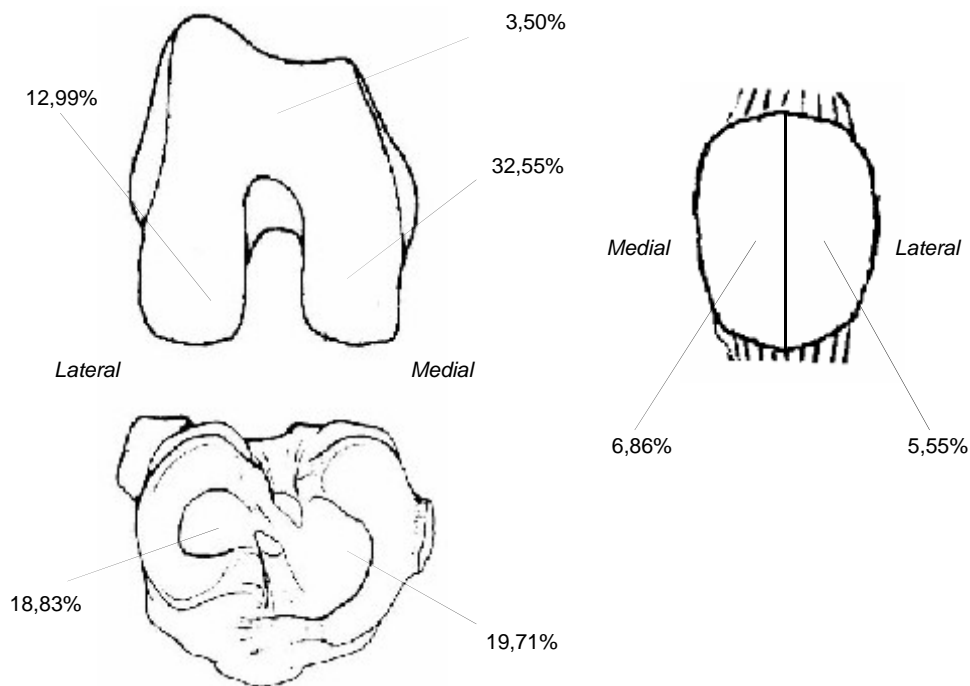 3,50%
12,99%
32,55%
Medial
Lateral
Lateral
Medial
6,86%
5,55%
18,83%
19,71%